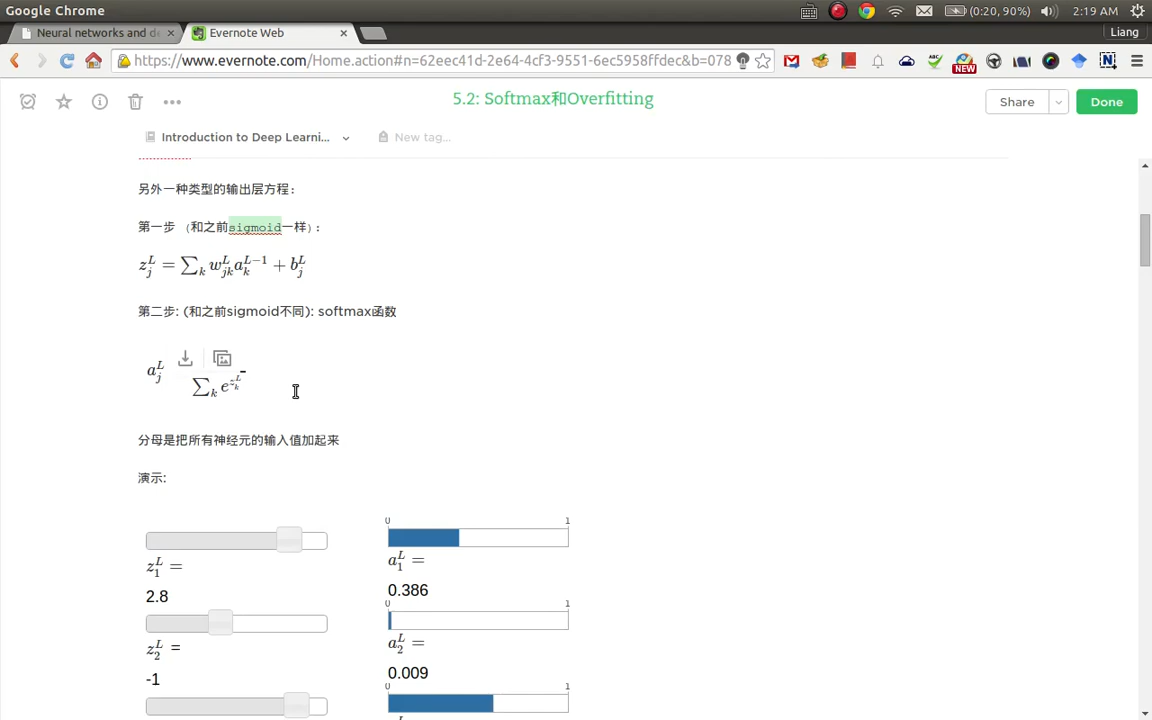 Google Chrome
(0:20, 90%)
2:19 AM
Neural networks and de
Evernote Web
Liang
https://www.evernote.com/Home.action#n=62eec41d-2e64-4cf3-9551-6ec5958ffdec&b=078
NEW
5.2: Softmax和Overfitting
Share
Done
Introduction to Deep Learni...
New tag...
另外一种类型的输出层方程:
第一步 （和之前sigmoid一样）:
z_j^L = ∑_k w_{jk}^L a_k^{L-1} + b_j^L
第二步: (和之前sigmoid不同): softmax函数
a_j^L
∑_k e^{z_k^L}
分母是把所有神经元的输入值加起来
演示:
0 1
z_1^L =
a_1^L =
2.8
0.386
0 1
z_2^L =
a_2^L =
-1
0.009
0 1